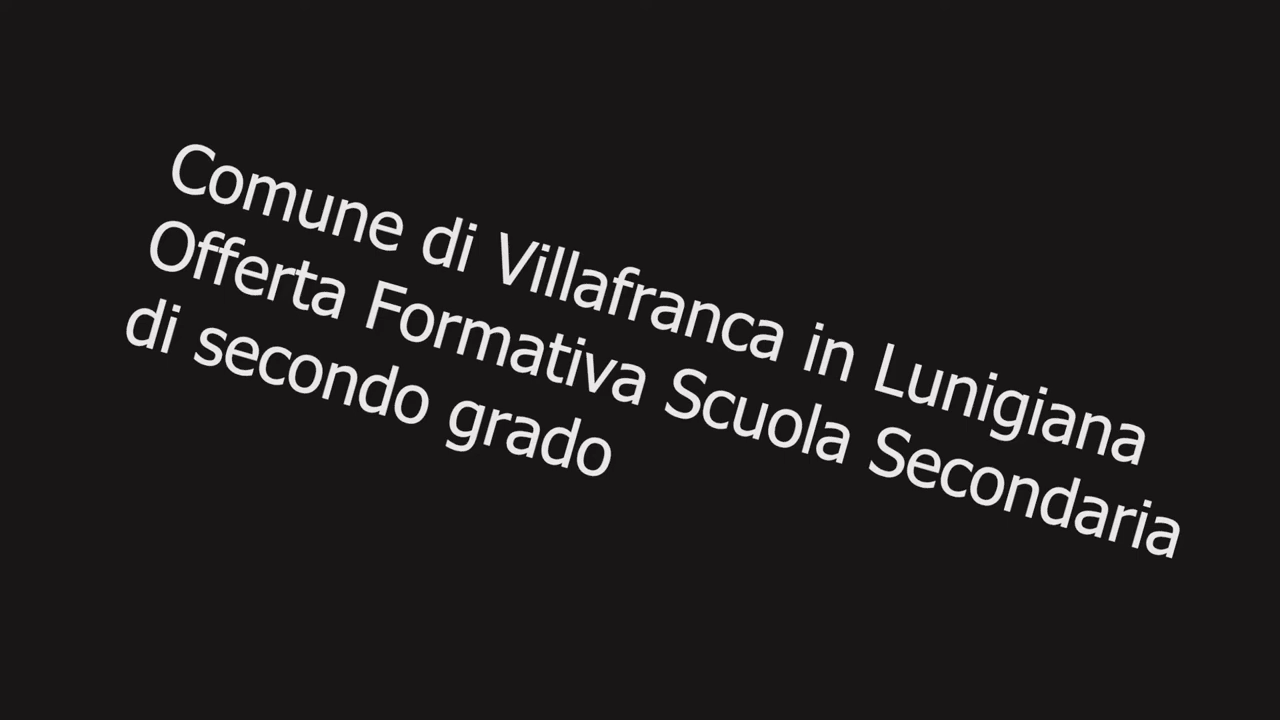 Comune di Villafranca in Lunigiana
Offerta Formativa Scuola Secondaria
di secondo grado